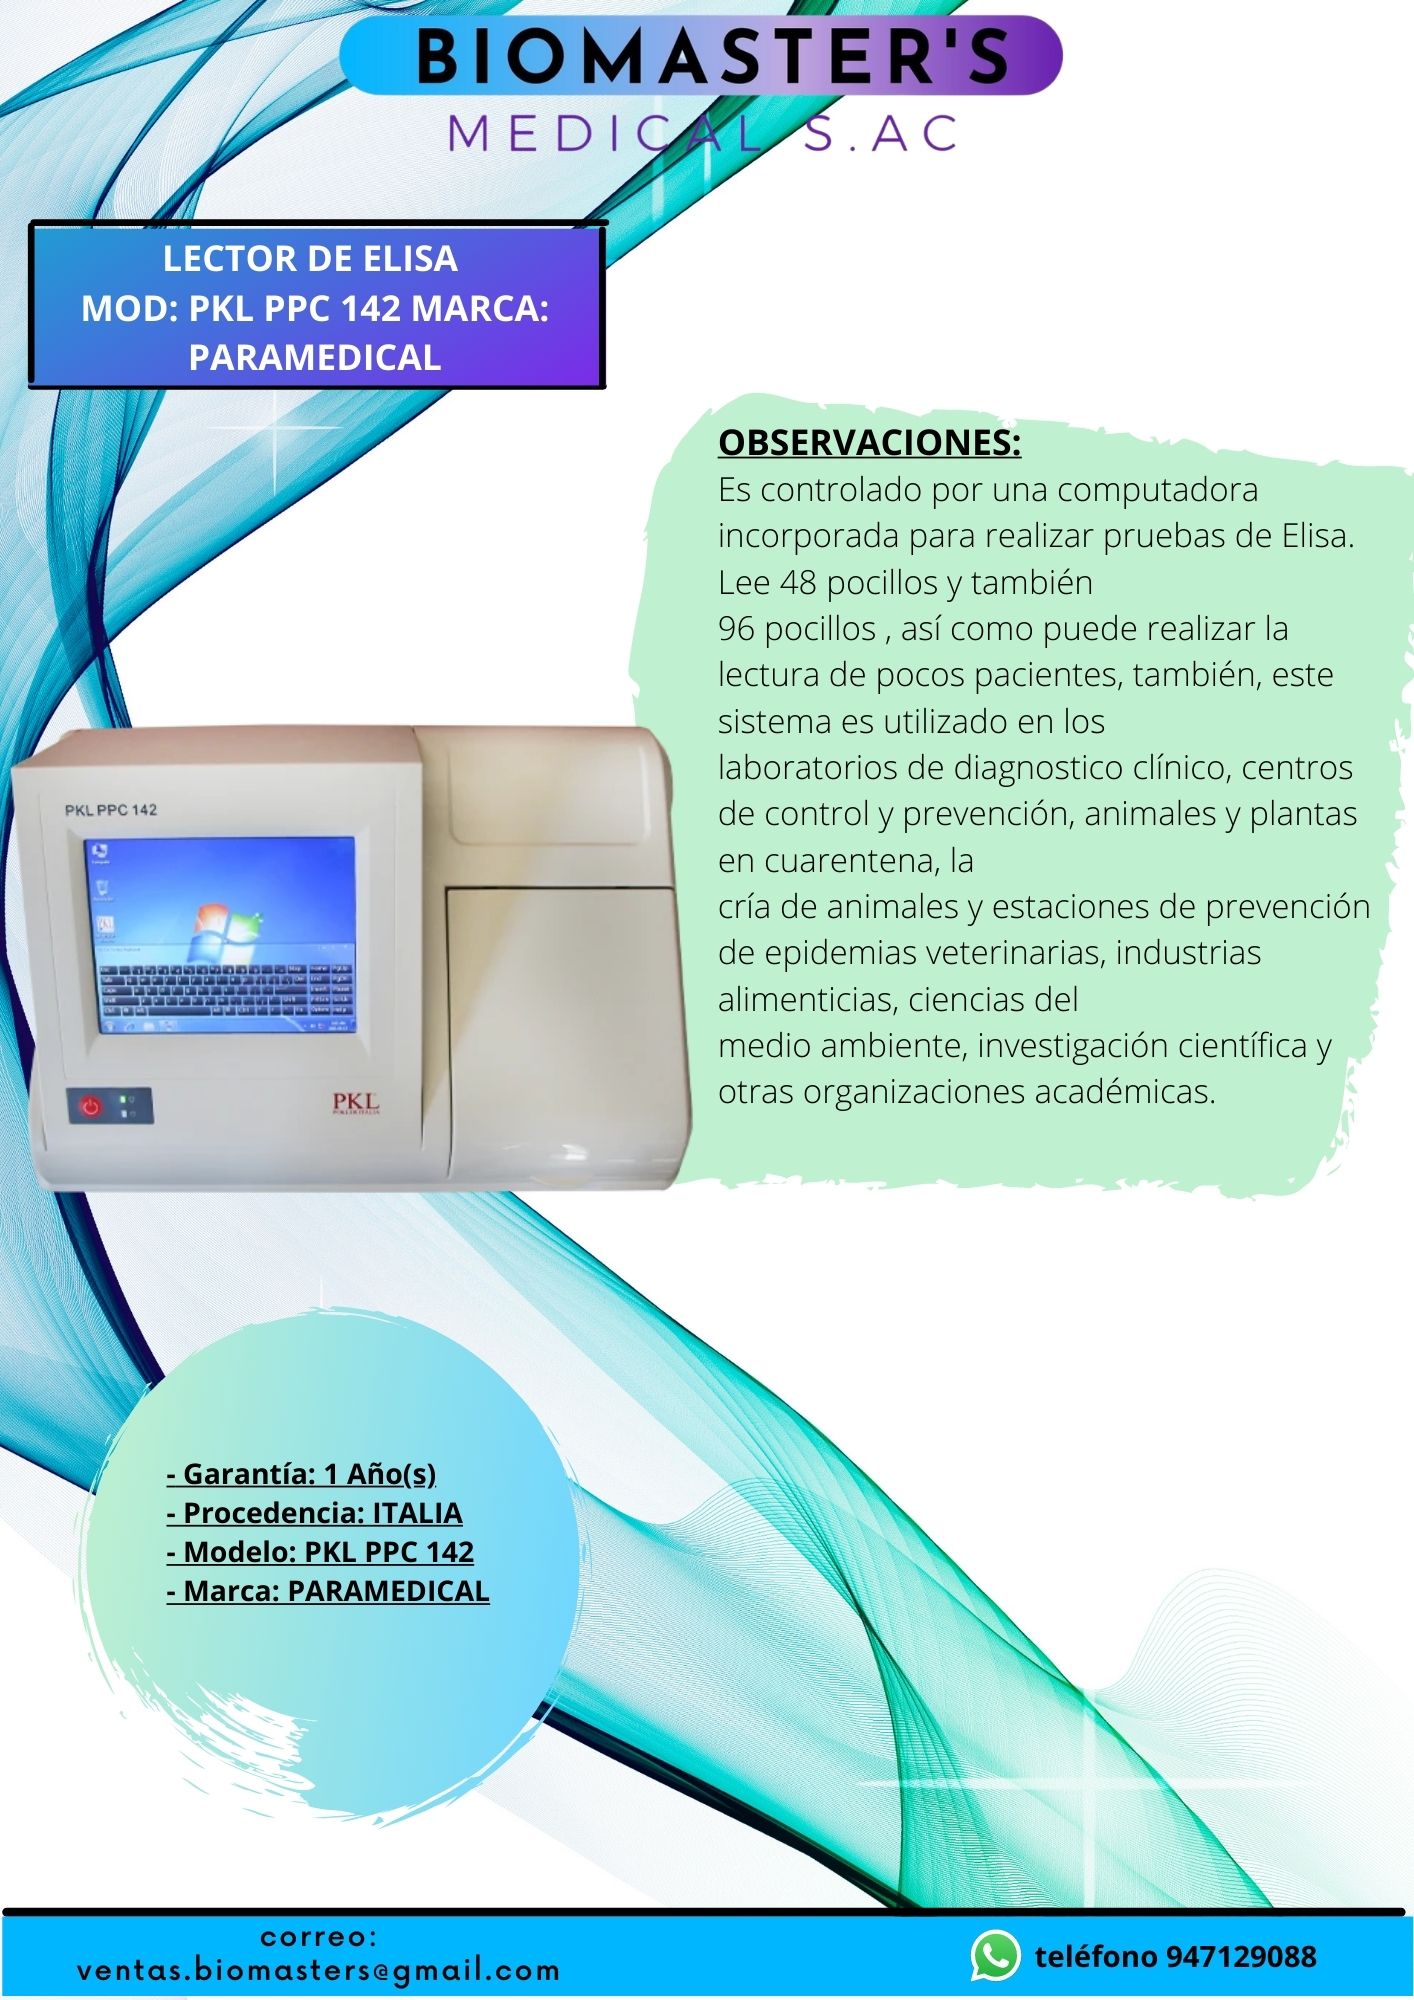 BIOMASTER'S
MEDICAL S.AC
LECTOR DE ELISA
MOD: PKL PPC 142 MARCA:
PARAMEDICAL
OBSERVACIONES:
Es controlado por una computadora
incorporada para realizar pruebas de Elisa.
Lee 48 pocillos y también
96 pocillos , así como puede realizar la
lectura de pocos pacientes, también, este
sistema es utilizado en los
laboratorios de diagnostico clínico, centros
de control y prevención, animales y plantas
en cuarentena, la
cría de animales y estaciones de prevención
de epidemias veterinarias, industrias
alimenticias, ciencias del
medio ambiente, investigación científica y
otras organizaciones académicas.
PKL PPC 142
PKL
- Garantía: 1 Año(s)
- Procedencia: ITALIA
- Modelo: PKL PPC 142
- Marca: PARAMEDICAL
correo:
ventas.biomasters@gmail.com
teléfono 947129088